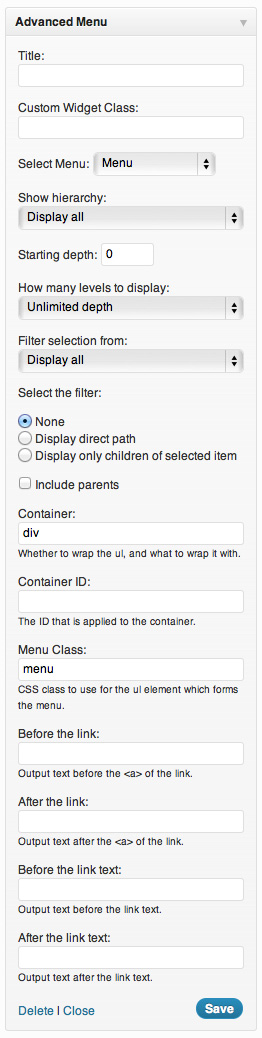 Advanced Menu
Title:
Custom Widget Class:
Select Menu: Menu
Show hierarchy:
Display all
Starting depth: 0
How many levels to display:
Unlimited depth
Filter selection from:
Display all
Select the filter:
None
Display direct path
Display only children of selected item
Include parents
Container:
div
Whether to wrap the ul, and what to wrap it with.
Container ID:
The ID that is applied to the container.
Menu Class:
menu
CSS class to use for the ul element which forms
the menu.
Before the link:
Output text before the <a> of the link.
After the link:
Output text after the <a> of the link.
Before the link text:
Output text before the link text.
After the link text:
Output text after the link text.
Delete | Close Save